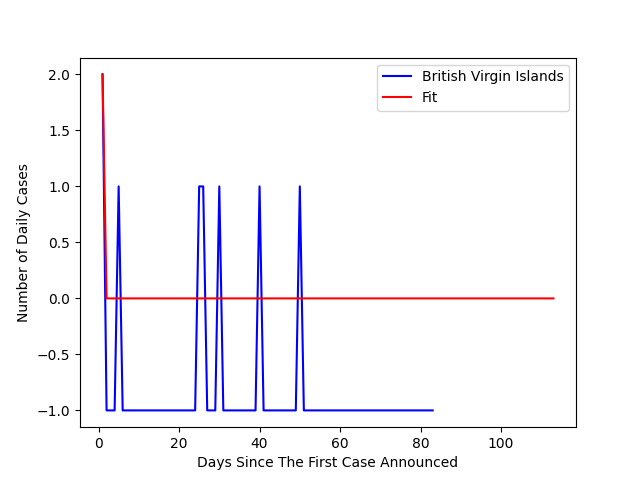 British Virgin Islands
Fit
2.0
1.5
1.0
0.5
0.0
−0.5
−1.0
Number of Daily Cases
0 20 40 60 80 100
Days Since The First Case Announced